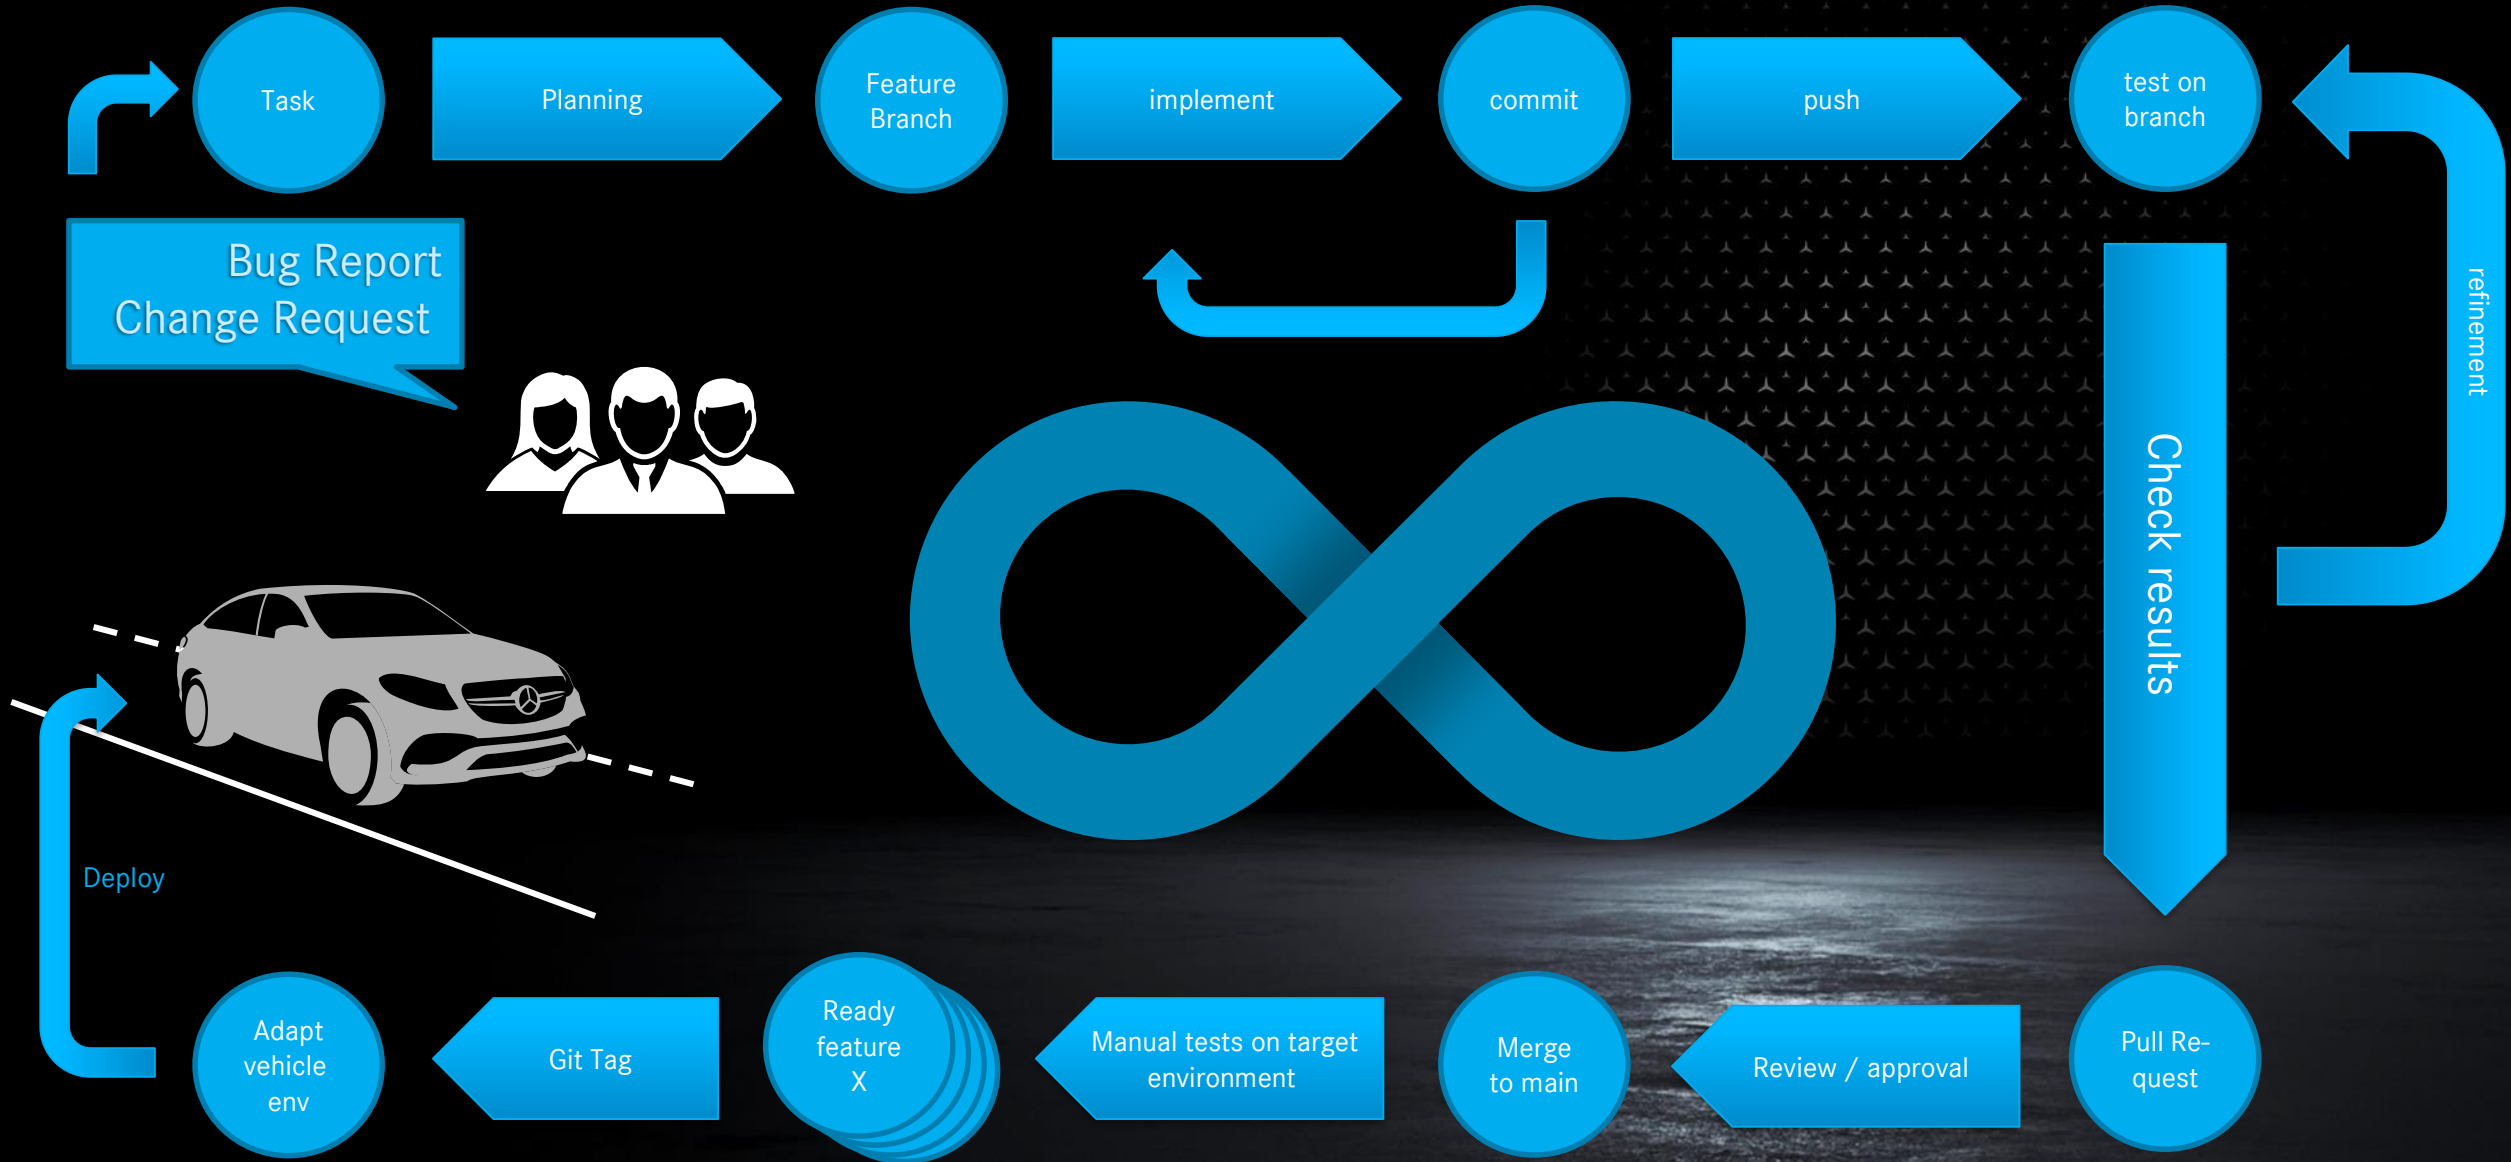 Task
Planning
Feature
Branch
implement
commit
push
test on
branch
Bug Report
Change Request
refinement
Check results
Deploy
Adapt
vehicle
env
Git Tag
Ready
feature
X
Manual tests on target
environment
Merge
to main
Review / approval
Pull Re-
quest